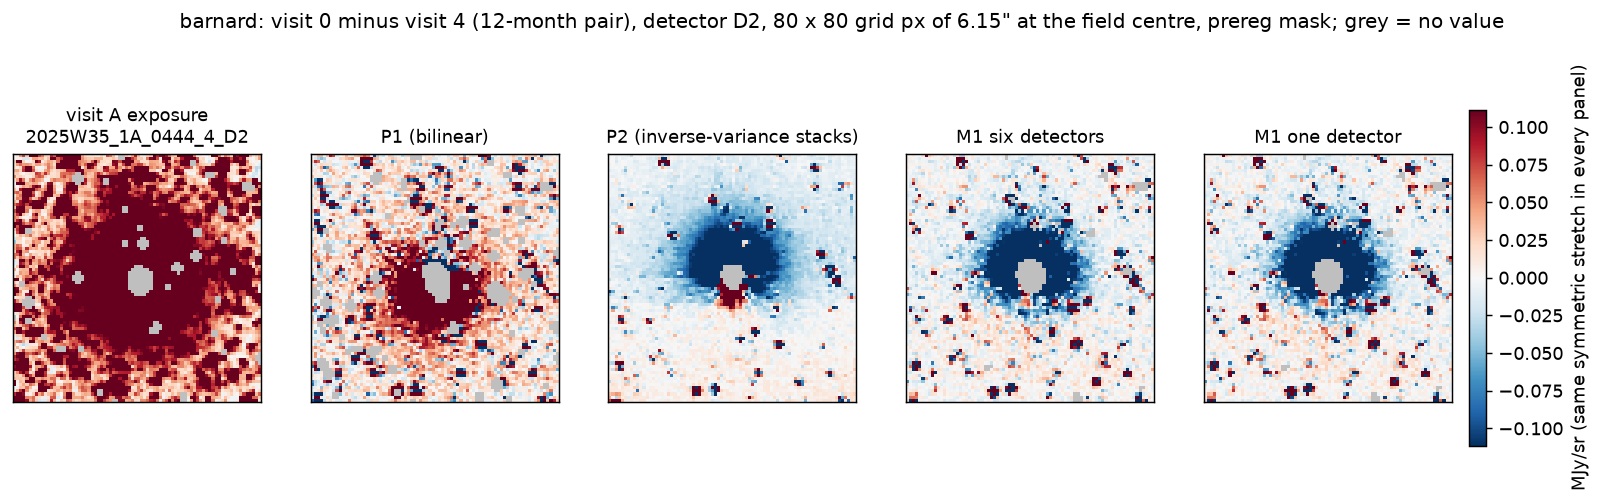 barnard: visit 0 minus visit 4 (12-month pair), detector D2, 80 x 80 grid px of 6.15" at the field centre, prereg mask; grey = no value
visit A exposure
2025W35_1A_0444_4_D2
P1 (bilinear)
P2 (inverse-variance stacks)
M1 six detectors
M1 one detector
0.100
0.075
0.050
0.025
0.000
−0.025
−0.050
−0.075
−0.100
MJy/sr (same symmetric stretch in every panel)